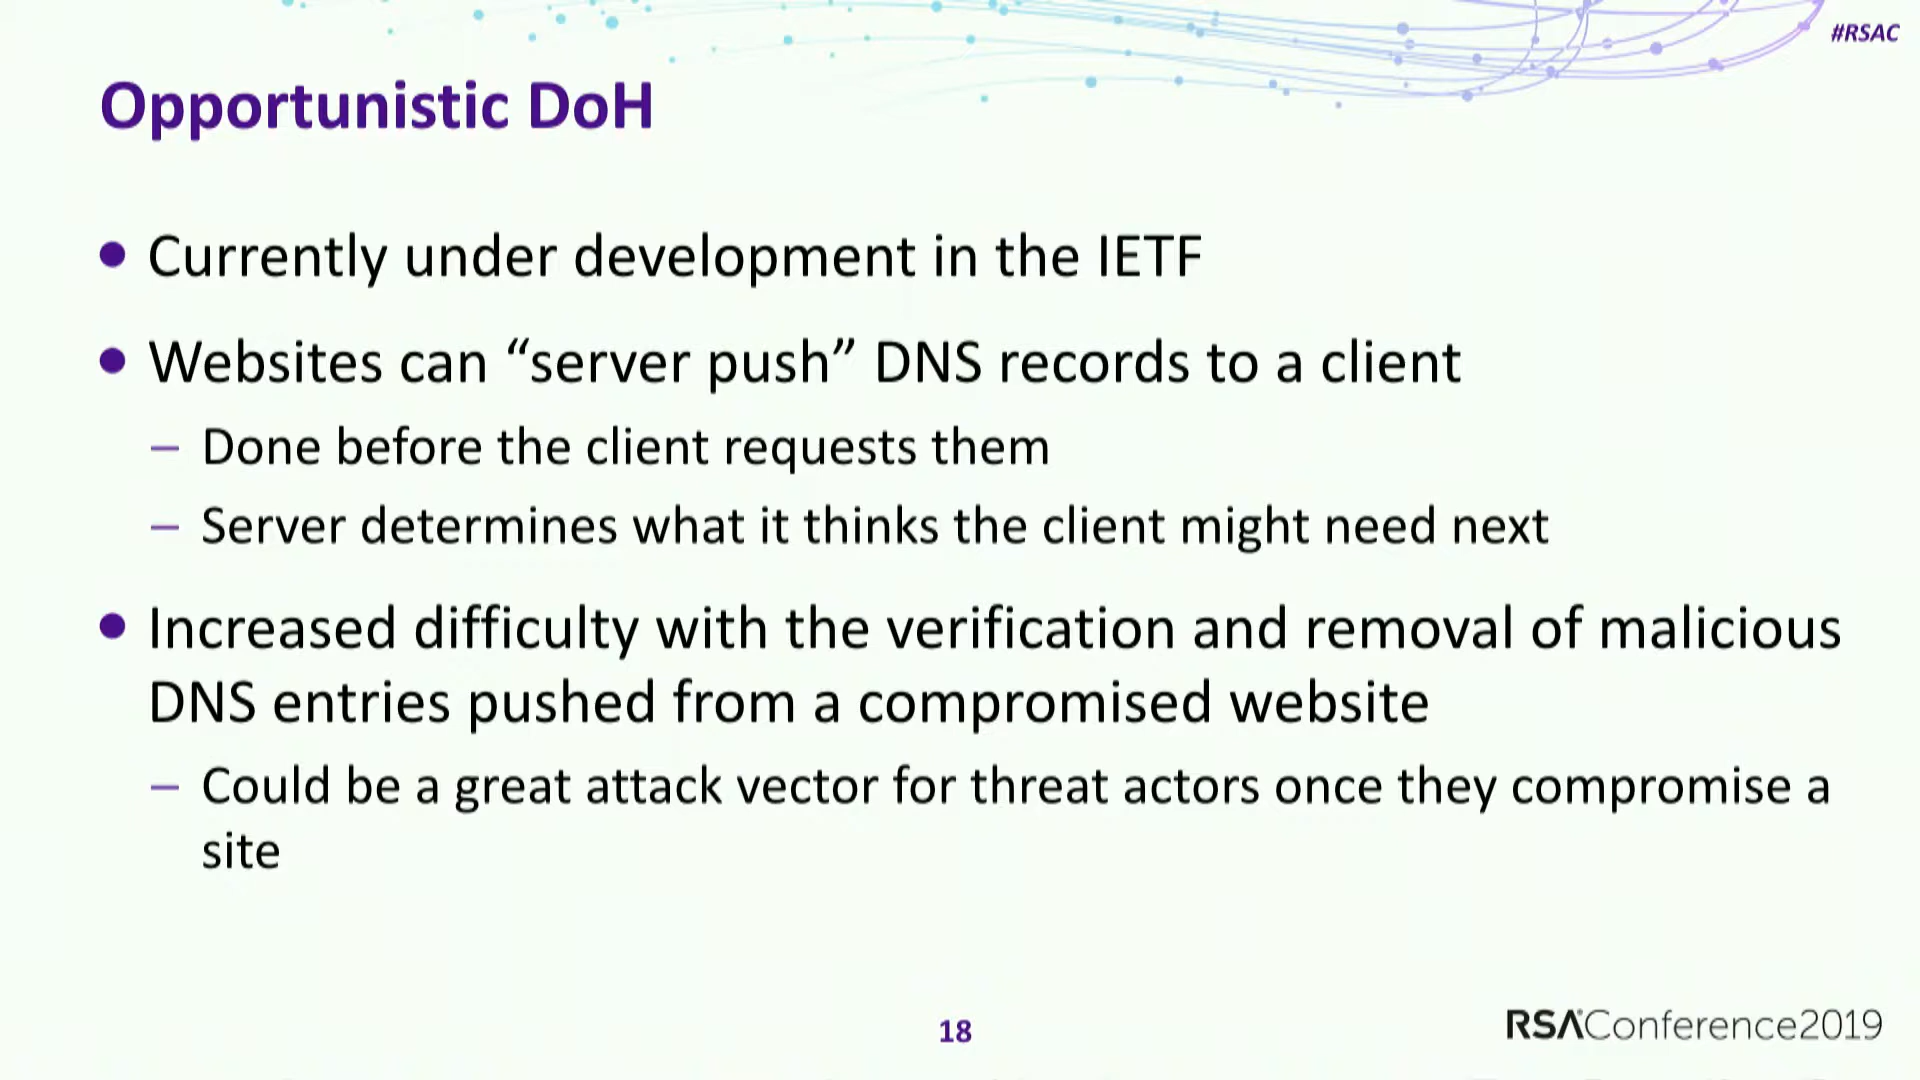 #RSAC
Opportunistic DoH
• Currently under development in the IETF
• Websites can “server push” DNS records to a client
– Done before the client requests them
– Server determines what it thinks the client might need next
• Increased difficulty with the verification and removal of malicious
DNS entries pushed from a compromised website
– Could be a great attack vector for threat actors once they compromise a
site
18
RSAConference2019